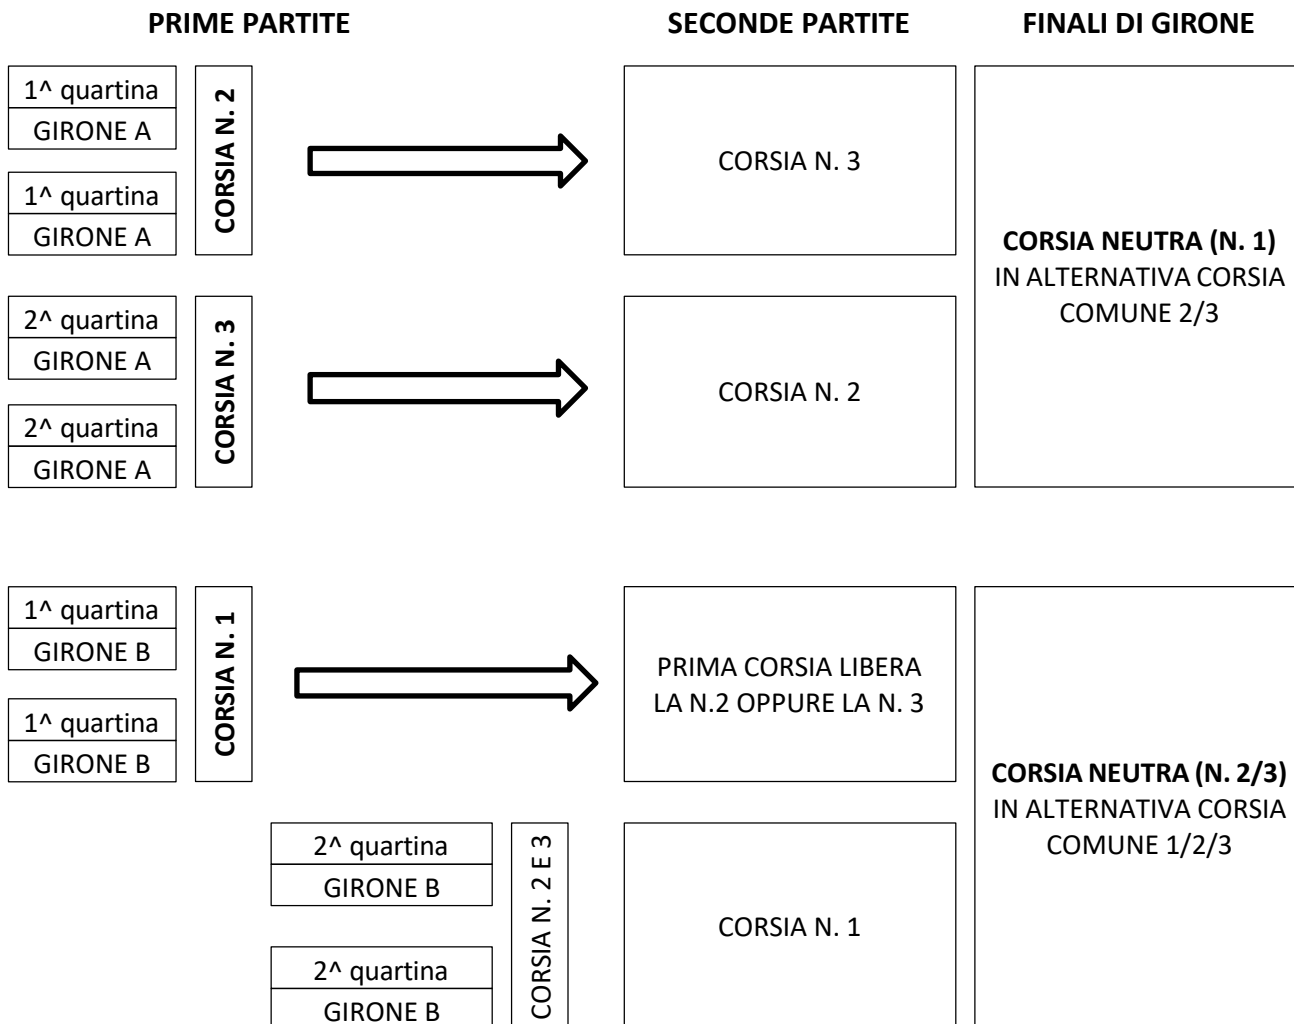 PRIME PARTITE
SECONDE PARTITE
FINALI DI GIRONE
1^ quartina
GIRONE A
1^ quartina
GIRONE A
CORSIA N. 2
CORSIA N. 3
2^ quartina
GIRONE A
2^ quartina
GIRONE A
CORSIA N. 3
CORSIA N. 2
CORSIA NEUTRA (N. 1)
IN ALTERNATIVA CORSIA
COMUNE 2/3
1^ quartina
GIRONE B
1^ quartina
GIRONE B
CORSIA N. 1
PRIMA CORSIA LIBERA
LA N.2 OPPURE LA N. 3
2^ quartina
GIRONE B
2^ quartina
GIRONE B
CORSIA N. 2 E 3
CORSIA N. 1
CORSIA NEUTRA (N. 2/3)
IN ALTERNATIVA CORSIA
COMUNE 1/2/3